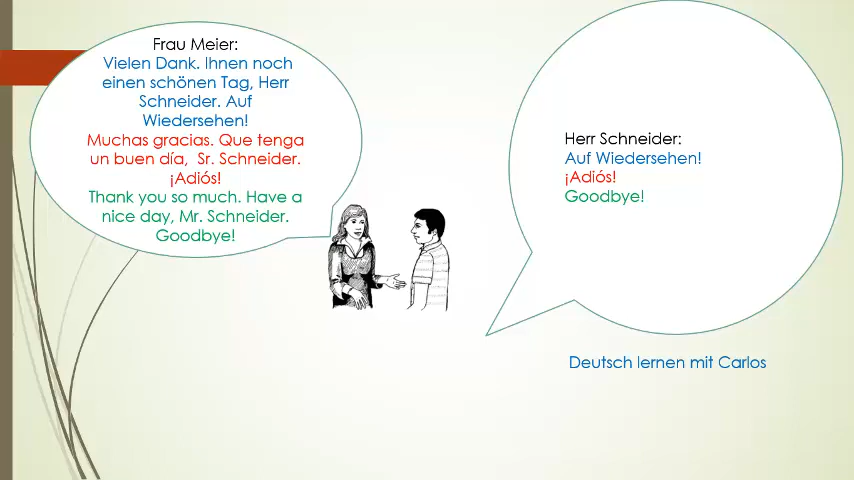 Frau Meier:
Vielen Dank. Ihnen noch
einen schönen Tag, Herr
Schneider. Auf
Wiedersehen!
Muchas gracias. Que tenga
un buen día, Sr. Schneider.
¡Adiós!
Thank you so much. Have a
nice day, Mr. Schneider.
Goodbye!
Herr Schneider:
Auf Wiedersehen!
¡Adiós!
Goodbye!
Deutsch lernen mit Carlos